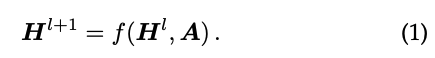 H^{l+1} = f(H^l, A) . (1)